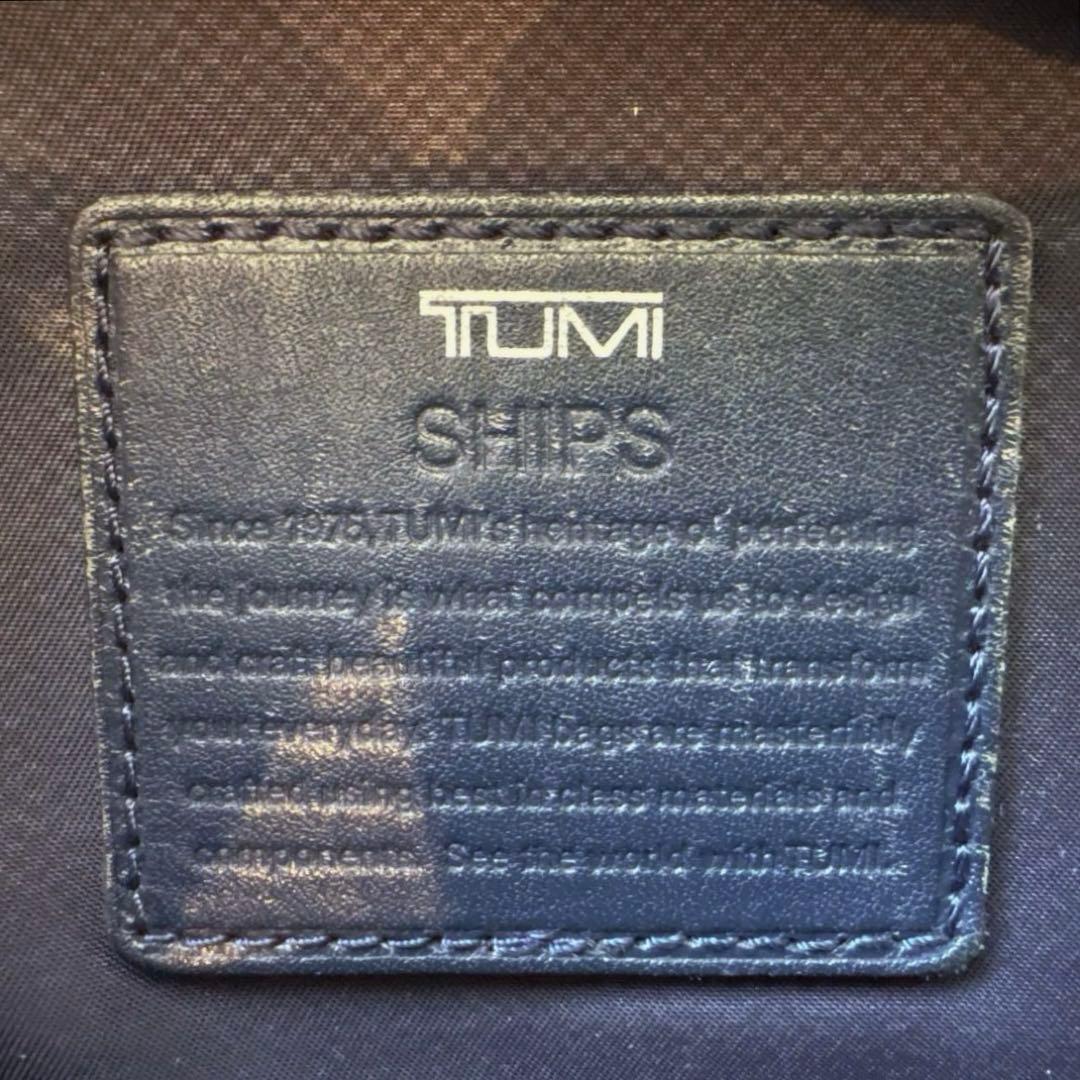 TUMI
SHIPS
Since 1975, TUMI's heritage of perfecting
the journey is what compels us to design
and craft beautiful products that transform
your everyday. TUMI bags are masterfully
crafted using best in class materials and
components. See the world with TUMI.